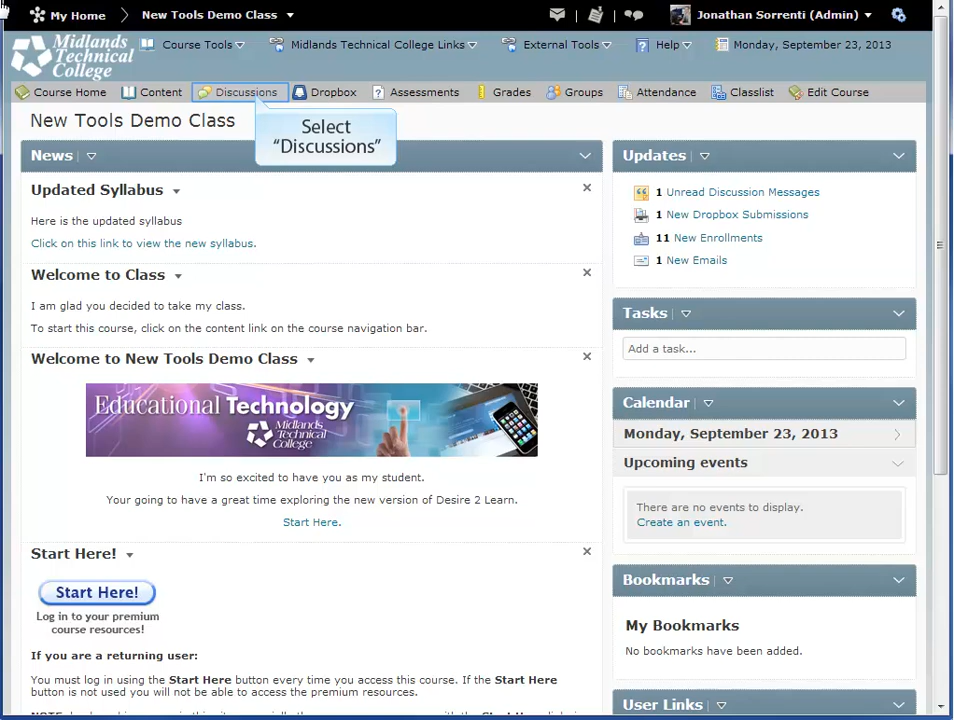 My Home
New Tools Demo Class
Jonathan Sorrenti (Admin)
Midlands
Technical
College
Course Tools
Midlands Technical College Links
External Tools
Help
Monday, September 23, 2013
Course Home
Content
Discussions
Dropbox
Assessments
Grades
Groups
Attendance
Classlist
Edit Course
New Tools Demo Class
Select
"Discussions"
News
Updated Syllabus
Here is the updated syllabus
Click on this link to view the new syllabus.
Welcome to Class
I am glad you decided to take my class.
To start this course, click on the content link on the course navigation bar.
Welcome to New Tools Demo Class
Educational Technology
Midlands
Technical
College
I'm so excited to have you as my student.
Your going to have a great time exploring the new version of Desire 2 Learn.
Start Here.
Start Here!
Start Here!
Log in to your premium
course resources!
If you are a returning user:
You must log in using the Start Here button every time you access this course. If the Start Here
button is not used you will not be able to access the premium resources.
Updates
1 Unread Discussion Messages
1 New Dropbox Submissions
11 New Enrollments
1 New Emails
Tasks
Add a task...
Calendar
Monday, September 23, 2013
Upcoming events
There are no events to display.
Create an event.
Bookmarks
My Bookmarks
No bookmarks have been added.
User Links